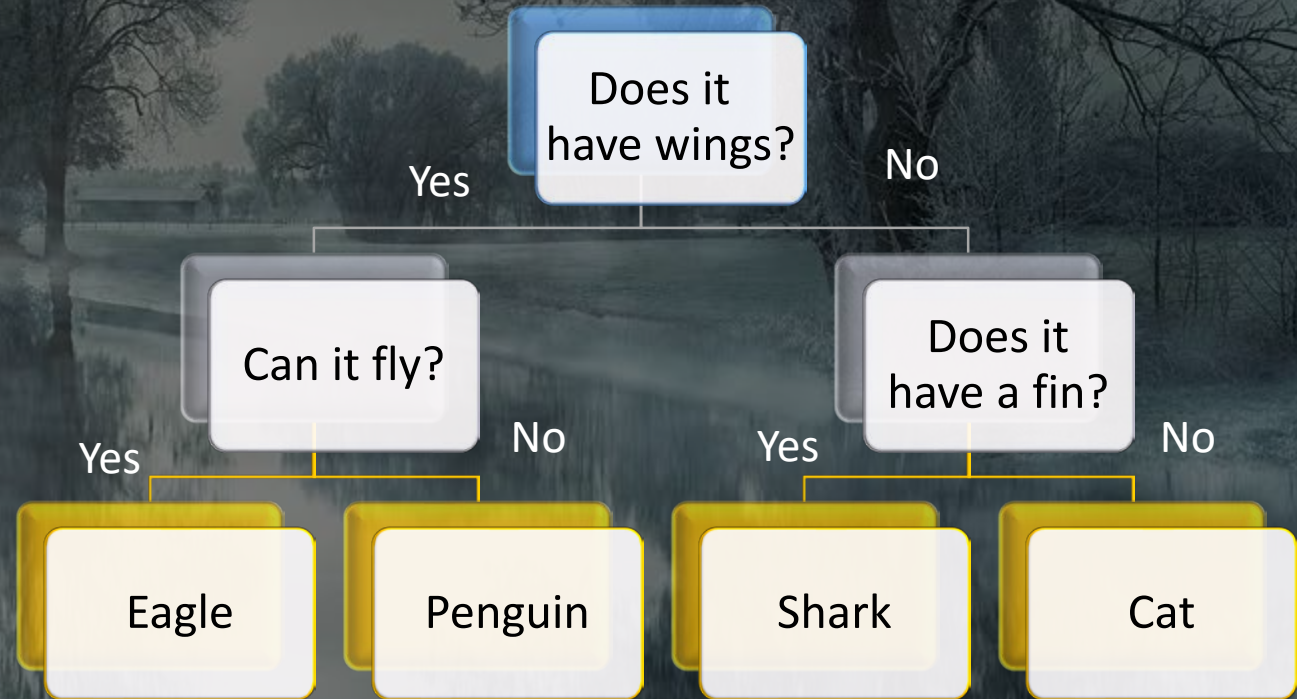 Does it
have wings?
Yes
No
Can it fly?
Does it
have a fin?
Yes
No
Yes
No
Eagle
Penguin
Shark
Cat